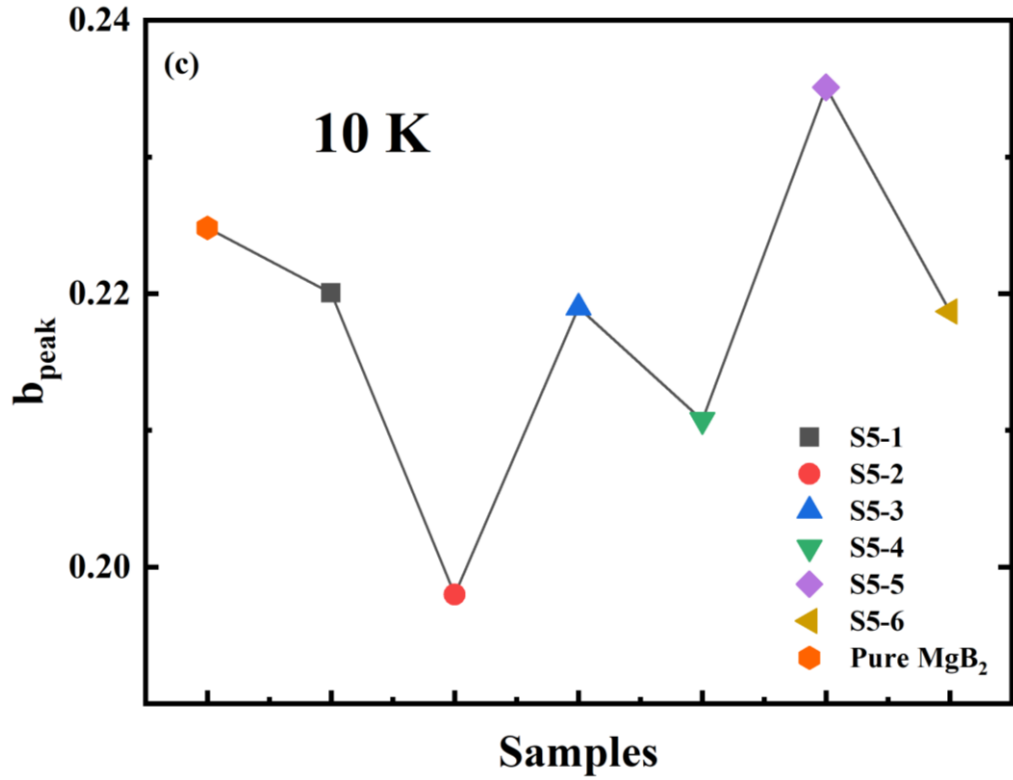 0.24
(c)
10 K
0.22
b_peak
0.20
S5-1
S5-2
S5-3
S5-4
S5-5
S5-6
Pure MgB₂
Samples